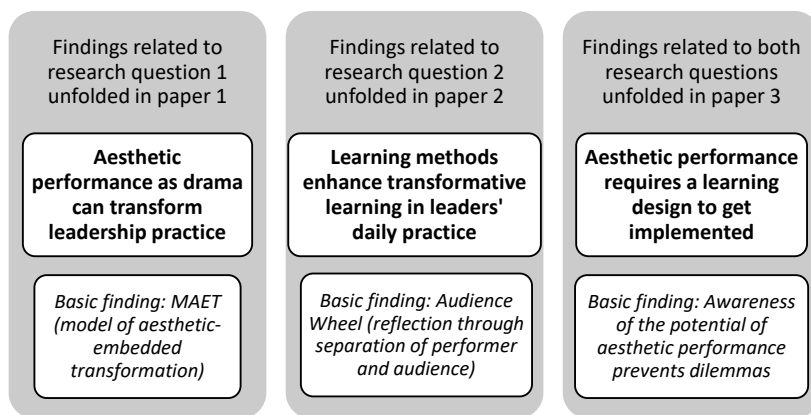 Findings related to
research question 1
unfolded in paper 1
Aesthetic
performance as drama
can transform
leadership practice
Basic finding: MAET
(model of aesthetic-
embedded
transformation)
Findings related to
research question 2
unfolded in paper 2
Learning methods
enhance transformative
learning in leaders'
daily practice
Basic finding: Audience
Wheel (reflection through
separation of performer
and audience)
Findings related to both
research questions
unfolded in paper 3
Aesthetic performance
requires a learning
design to get
implemented
Basic finding: Awareness
of the potential of
aesthetic performance
prevents dilemmas